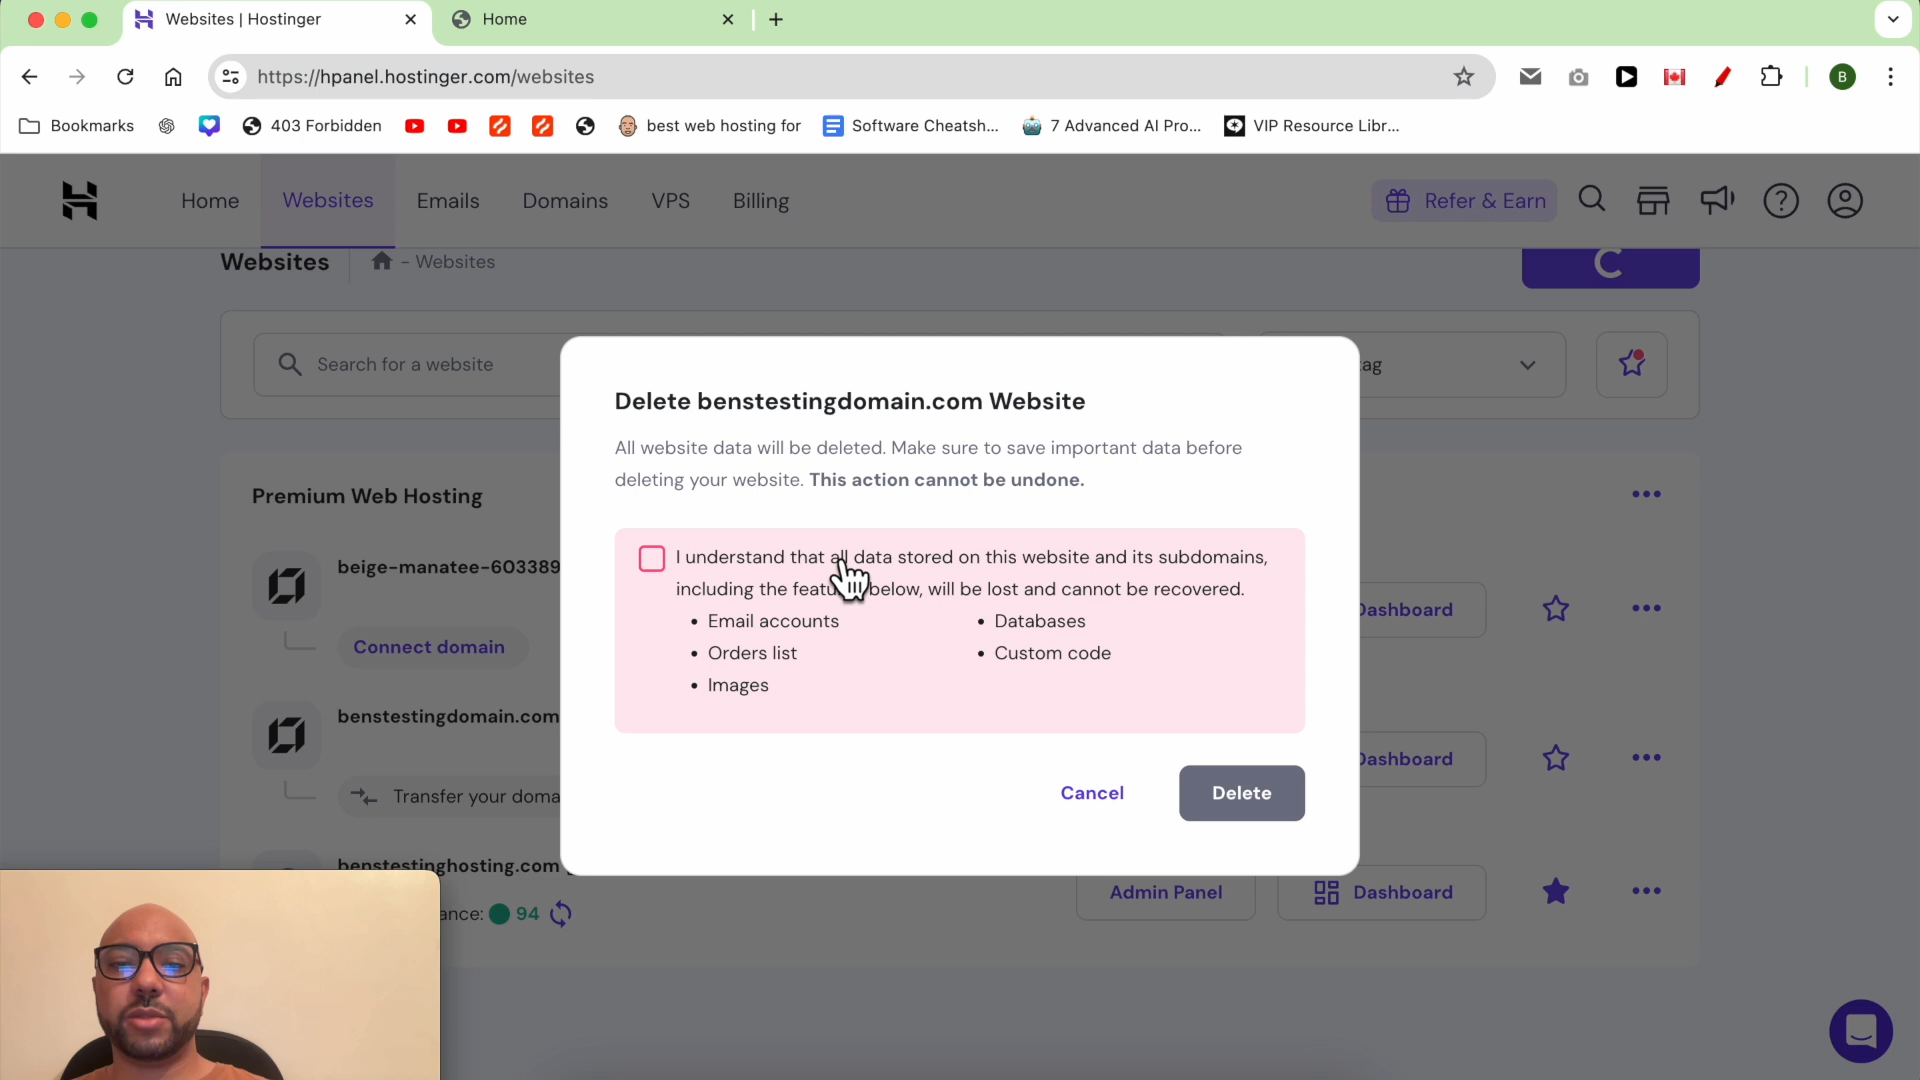 Websites | Hostinger
Home
https://hpanel.hostinger.com/websites
B
Bookmarks
403 Forbidden
best web hosting for
Software Cheatsh...
7 Advanced AI Pro...
VIP Resource Libr...
Home
Websites
Emails
Domains
VPS
Billing
Refer & Earn
Websites
- Websites
Search for a website
tag
Delete benstestingdomain.com Website
All website data will be deleted. Make sure to save important data before
deleting your website. This action cannot be undone.
I understand that all data stored on this website and its subdomains,
including the below, will be lost and cannot be recovered.
• Email accounts
• Databases
• Orders list
• Custom code
• Images
Cancel
Delete
Premium Web Hosting
beige-manatee-603389
Connect domain
Dashboard
benstestingdomain.com
Transfer your doma
Dashboard
benstestinghosting.com
ance: 94
Admin Panel
Dashboard